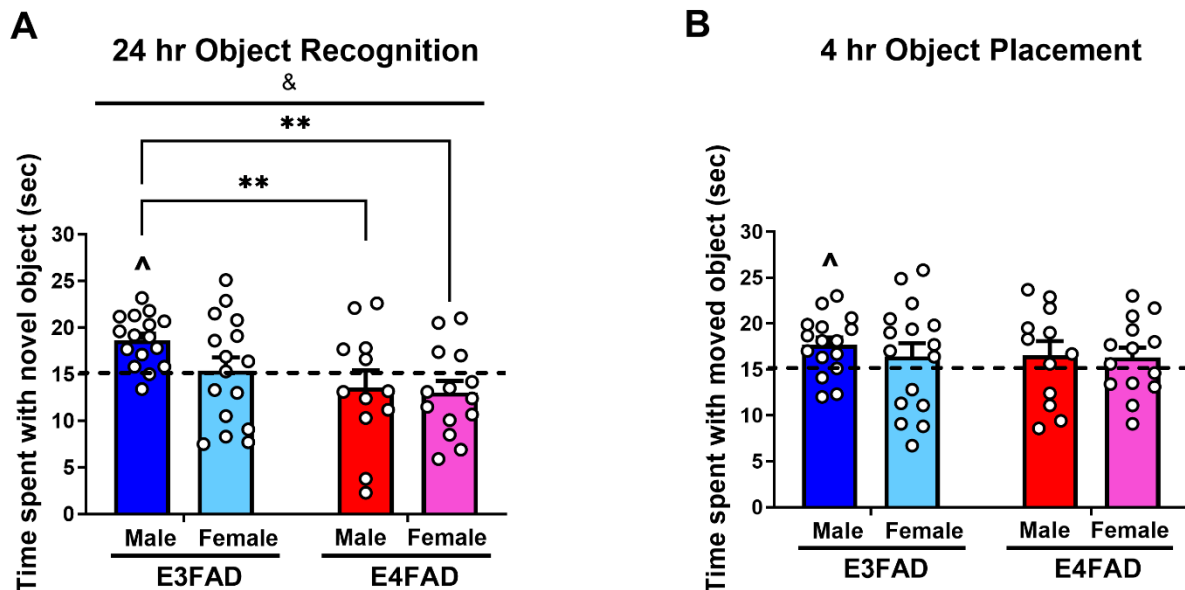 A
24 hr Object Recognition
&
**
**
Time spent with novel object (sec)
30
25
20
15
10
5
0
^
Male Female Male Female
E3FAD E4FAD
B
4 hr Object Placement
Time spent with moved object (sec)
30
25
20
15
10
5
0
^
Male Female Male Female
E3FAD E4FAD